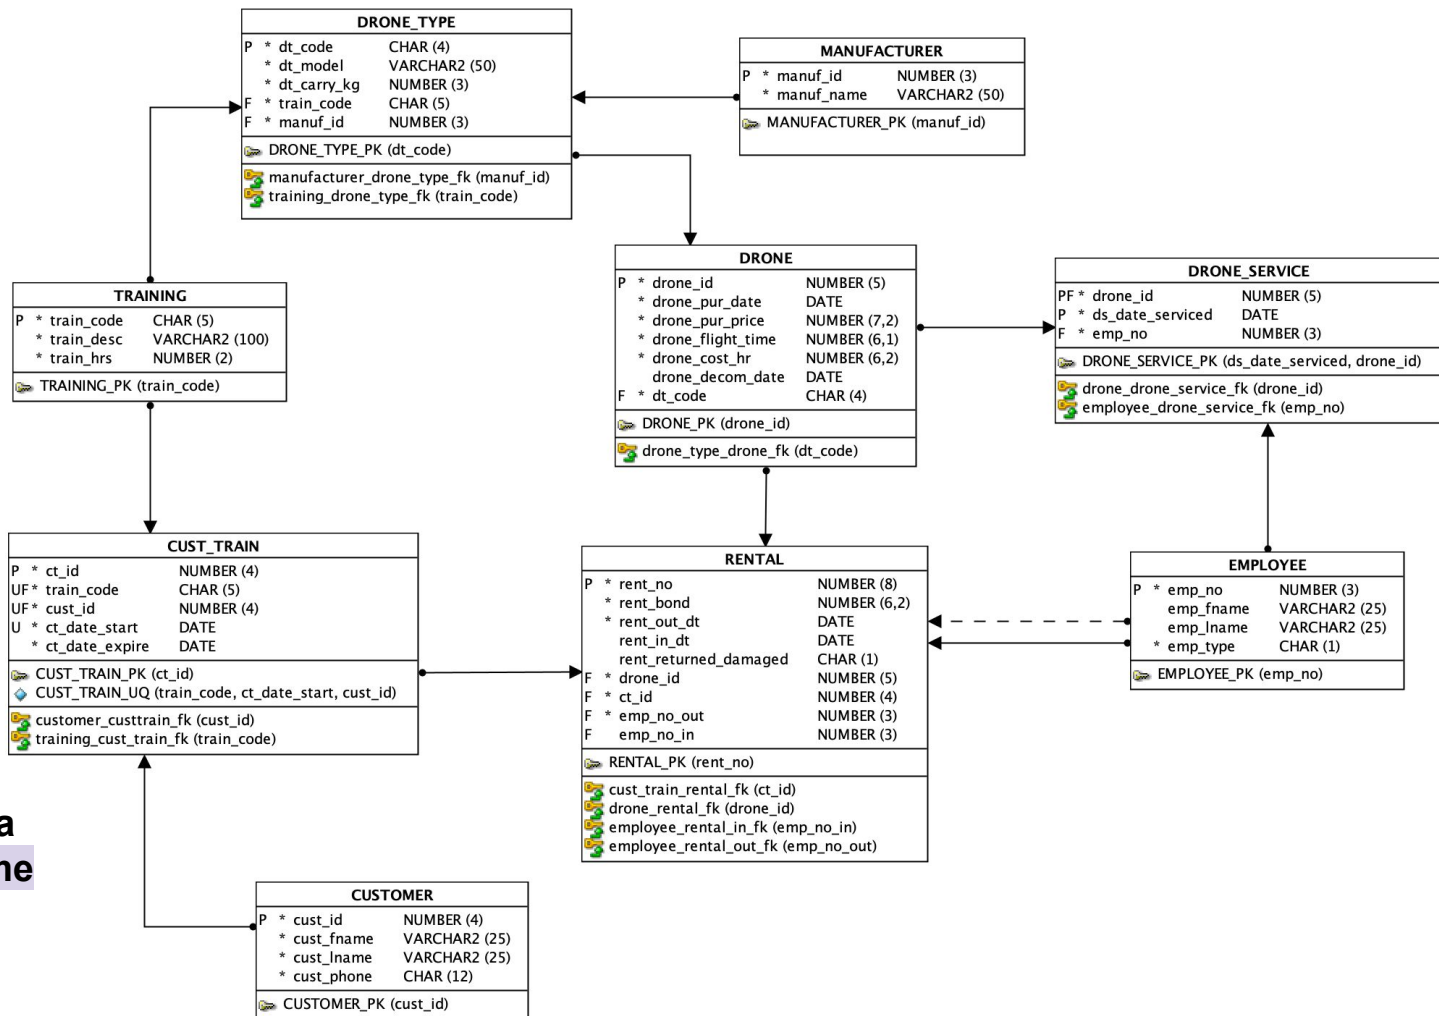 DRONE_TYPE
P * dt_code CHAR (4)
* dt_model VARCHAR2 (50)
* dt_carry_kg NUMBER (3)
F * train_code CHAR (5)
F * manuf_id NUMBER (3)
DRONE_TYPE_PK (dt_code)
manufacturer_drone_type_fk (manuf_id)
training_drone_type_fk (train_code)
MANUFACTURER
P * manuf_id NUMBER (3)
* manuf_name VARCHAR2 (50)
MANUFACTURER_PK (manuf_id)
DRONE
P * drone_id NUMBER (5)
* drone_pur_date DATE
* drone_pur_price NUMBER (7,2)
* drone_flight_time NUMBER (6,1)
* drone_cost_hr NUMBER (6,2)
drone_decom_date DATE
F * dt_code CHAR (4)
DRONE_PK (drone_id)
drone_type_drone_fk (dt_code)
DRONE_SERVICE
PF * drone_id NUMBER (5)
P * ds_date_serviced DATE
F * emp_no NUMBER (3)
DRONE_SERVICE_PK (ds_date_serviced, drone_id)
drone_drone_service_fk (drone_id)
employee_drone_service_fk (emp_no)
TRAINING
P * train_code CHAR (5)
* train_desc VARCHAR2 (100)
* train_hrs NUMBER (2)
TRAINING_PK (train_code)
CUST_TRAIN
P * ct_id NUMBER (4)
UF * train_code CHAR (5)
UF * cust_id NUMBER (4)
U * ct_date_start DATE
* ct_date_expire DATE
CUST_TRAIN_PK (ct_id)
CUST_TRAIN_UQ (train_code, ct_date_start, cust_id)
customer_custtrain_fk (cust_id)
training_cust_train_fk (train_code)
RENTAL
P * rent_no NUMBER (8)
* rent_bond NUMBER (6,2)
* rent_out_dt DATE
rent_in_dt DATE
rent_returned_damaged CHAR (1)
F * drone_id NUMBER (5)
F * ct_id NUMBER (4)
F * emp_no_out NUMBER (3)
F emp_no_in NUMBER (3)
RENTAL_PK (rent_no)
cust_train_rental_fk (ct_id)
drone_rental_fk (drone_id)
employee_rental_in_fk (emp_no_in)
employee_rental_out_fk (emp_no_out)
EMPLOYEE
P * emp_no NUMBER (3)
emp_fname VARCHAR2 (25)
emp_lname VARCHAR2 (25)
* emp_type CHAR (1)
EMPLOYEE_PK (emp_no)
a
CUSTOMER
P * cust_id NUMBER (4)
* cust_fname VARCHAR2 (25)
* cust_lname VARCHAR2 (25)
* cust_phone CHAR (12)
CUSTOMER_PK (cust_id)